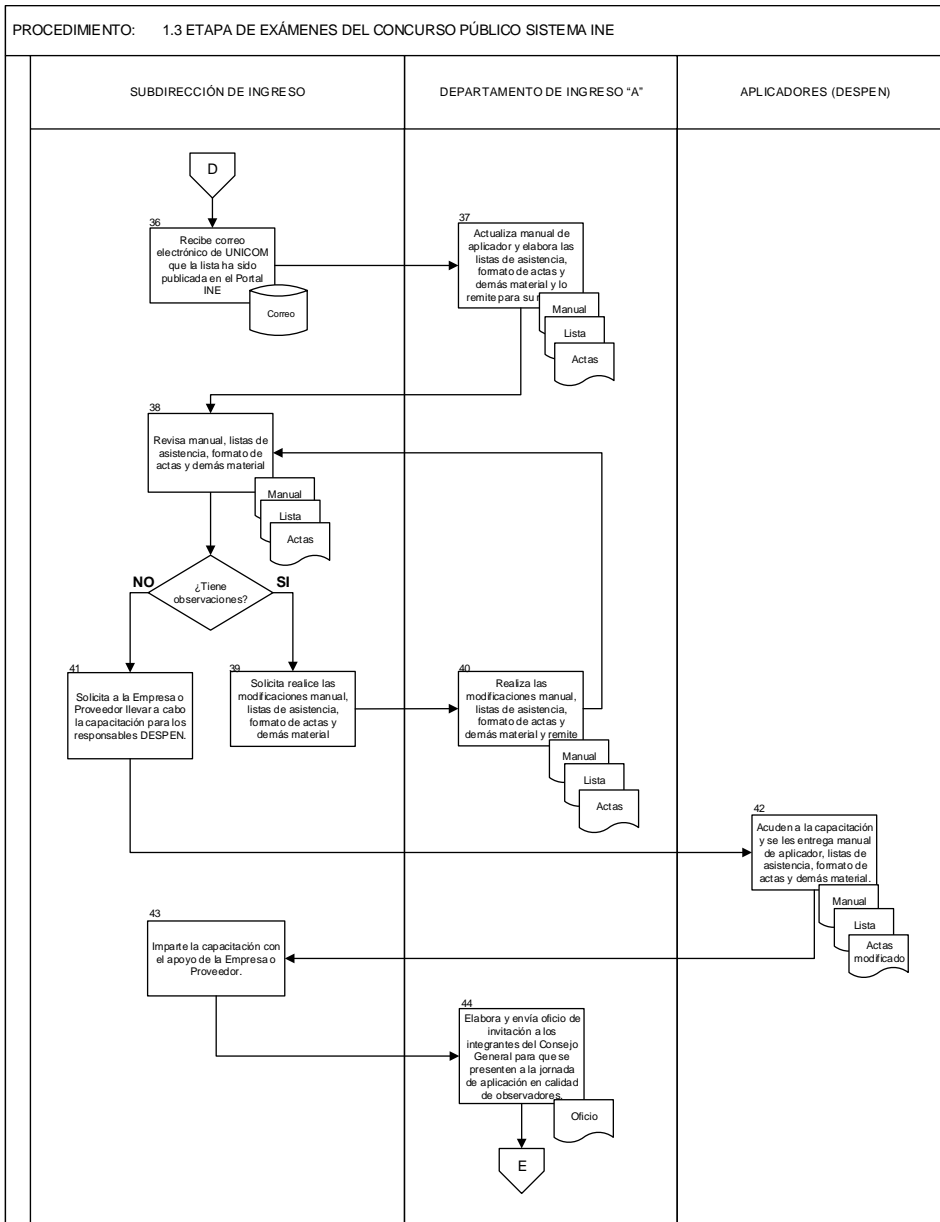 PROCEDIMIENTO: 1.3 ETAPA DE EXÁMENES DEL CONCURSO PÚBLICO SISTEMA INE
SUBDIRECCIÓN DE INGRESO
DEPARTAMENTO DE INGRESO “A”
APLICADORES (DESPEN)
D
36
Recibe correo
electrónico de UNICOM
que la lista ha sido
publicada en el Portal
INE
Correo
37
Actualiza manual de
aplicador y elabora las
listas de asistencia,
formato de actas y
demás material y lo
remite para su
Manual
Lista
Actas
38
Revisa manual, listas de
asistencia, formato de
actas y demás material
Manual
Lista
Actas
¿Tiene
observaciones?
NO
SI
41
Solicita a la Empresa o
Proveedor llevar a cabo
la capacitación para los
responsables DESPEN.
39
Solicita realice las
modificaciones manual,
listas de asistencia,
formato de actas y
demás material
40
Realiza las
modificaciones manual,
listas de asistencia,
formato de actas y
demás material y remite
Manual
Lista
Actas
42
Acuden a la capacitación
y se les entrega manual
de aplicador, listas de
asistencia, formato de
actas y demás material.
Manual
Lista
Actas
modificado
43
Imparte la capacitación con
el apoyo de la Empresa o
Proveedor.
44
Elabora y envía oficio de
invitación a los
integrantes del Consejo
General para que se
presenten a la jornada
de aplicación en calidad
de observadores.
Oficio
E